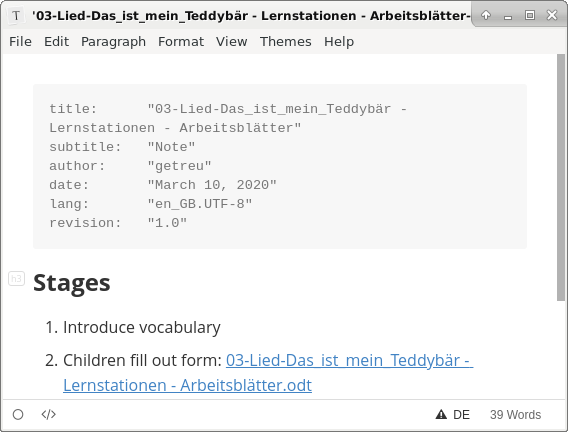 T '03-Lied-Das_ist_mein_Teddybär - Lernstationen - Arbeitsblätter-
File Edit Paragraph Format View Themes Help
title: "03-Lied-Das_ist_mein_Teddybär -
Lernstationen - Arbeitsblätter"
subtitle: "Note"
author: "getreu"
date: "March 10, 2020"
lang: "en_GB.UTF-8"
revision: "1.0"
h3 Stages
1. Introduce vocabulary
2. Children fill out form: 03-Lied-Das_ist_mein_Teddybär -
Lernstationen - Arbeitsblätter.odt
</> DE 39 Words